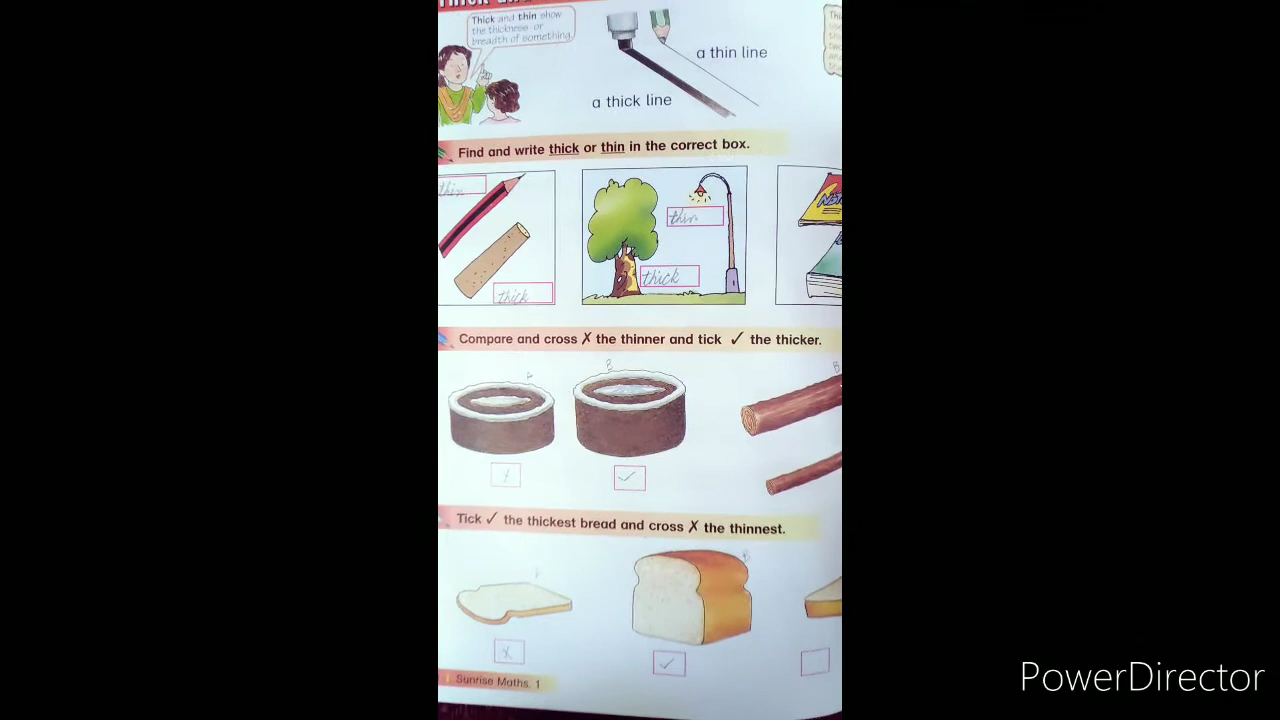 Thick and thin show
the thickness or
breadth of something.
a thin line
a thick line
Find and write thick or thin in the correct box.
thin
thick
thin
thick
Compare and cross ✗ the thinner and tick ✓ the thicker.
A
B
B
Tick ✓ the thickest bread and cross ✗ the thinnest.
B
Sunrise Maths. 1
PowerDirector